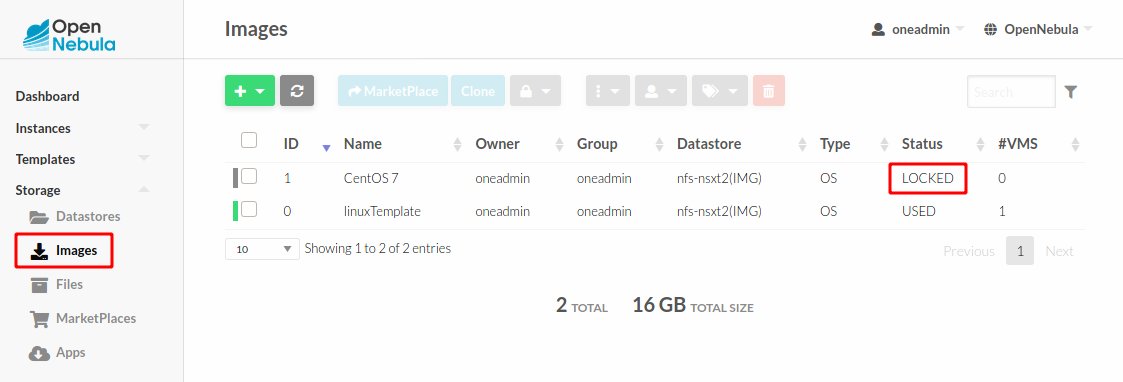 Open
Nebula
Images
oneadmin
OpenNebula
Dashboard
Instances
Templates
Storage
Datastores
Images
Files
MarketPlaces
Apps
MarketPlace
Clone
Search
ID Name Owner Group Datastore Type Status #VMS
1 CentOS 7 oneadmin oneadmin nfs-nsxt2(IMG) OS LOCKED 0
0 linuxTemplate oneadmin oneadmin nfs-nsxt2(IMG) OS USED 1
10 Showing 1 to 2 of 2 entries
Previous 1 Next
2 TOTAL 16 GB TOTAL SIZE